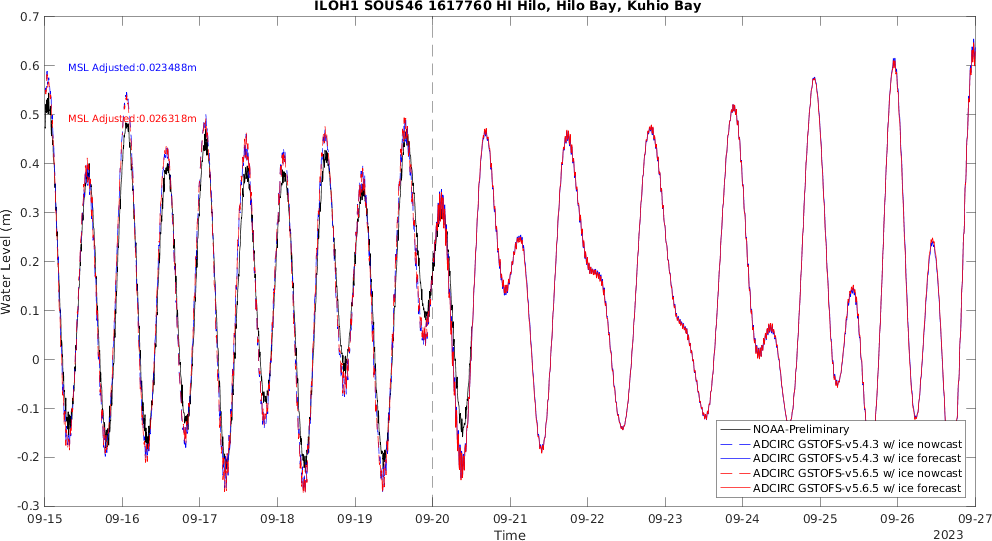 ILOH1 SOUS46 1617760 HI Hilo, Hilo Bay, Kuhio Bay
0.7
0.6
0.5
0.4
0.3
0.2
0.1
0
-0.1
-0.2
-0.3
Water Level (m)
MSL Adjusted:0.023488m
MSL Adjusted:0.026318m
NOAA-Preliminary
ADCIRC GSTOFS-v5.4.3 w/ ice nowcast
ADCIRC GSTOFS-v5.4.3 w/ ice forecast
ADCIRC GSTOFS-v5.6.5 w/ ice nowcast
ADCIRC GSTOFS-v5.6.5 w/ ice forecast
09-15 09-16 09-17 09-18 09-19 09-20 09-21 09-22 09-23 09-24 09-25 09-26 09-27
Time
2023